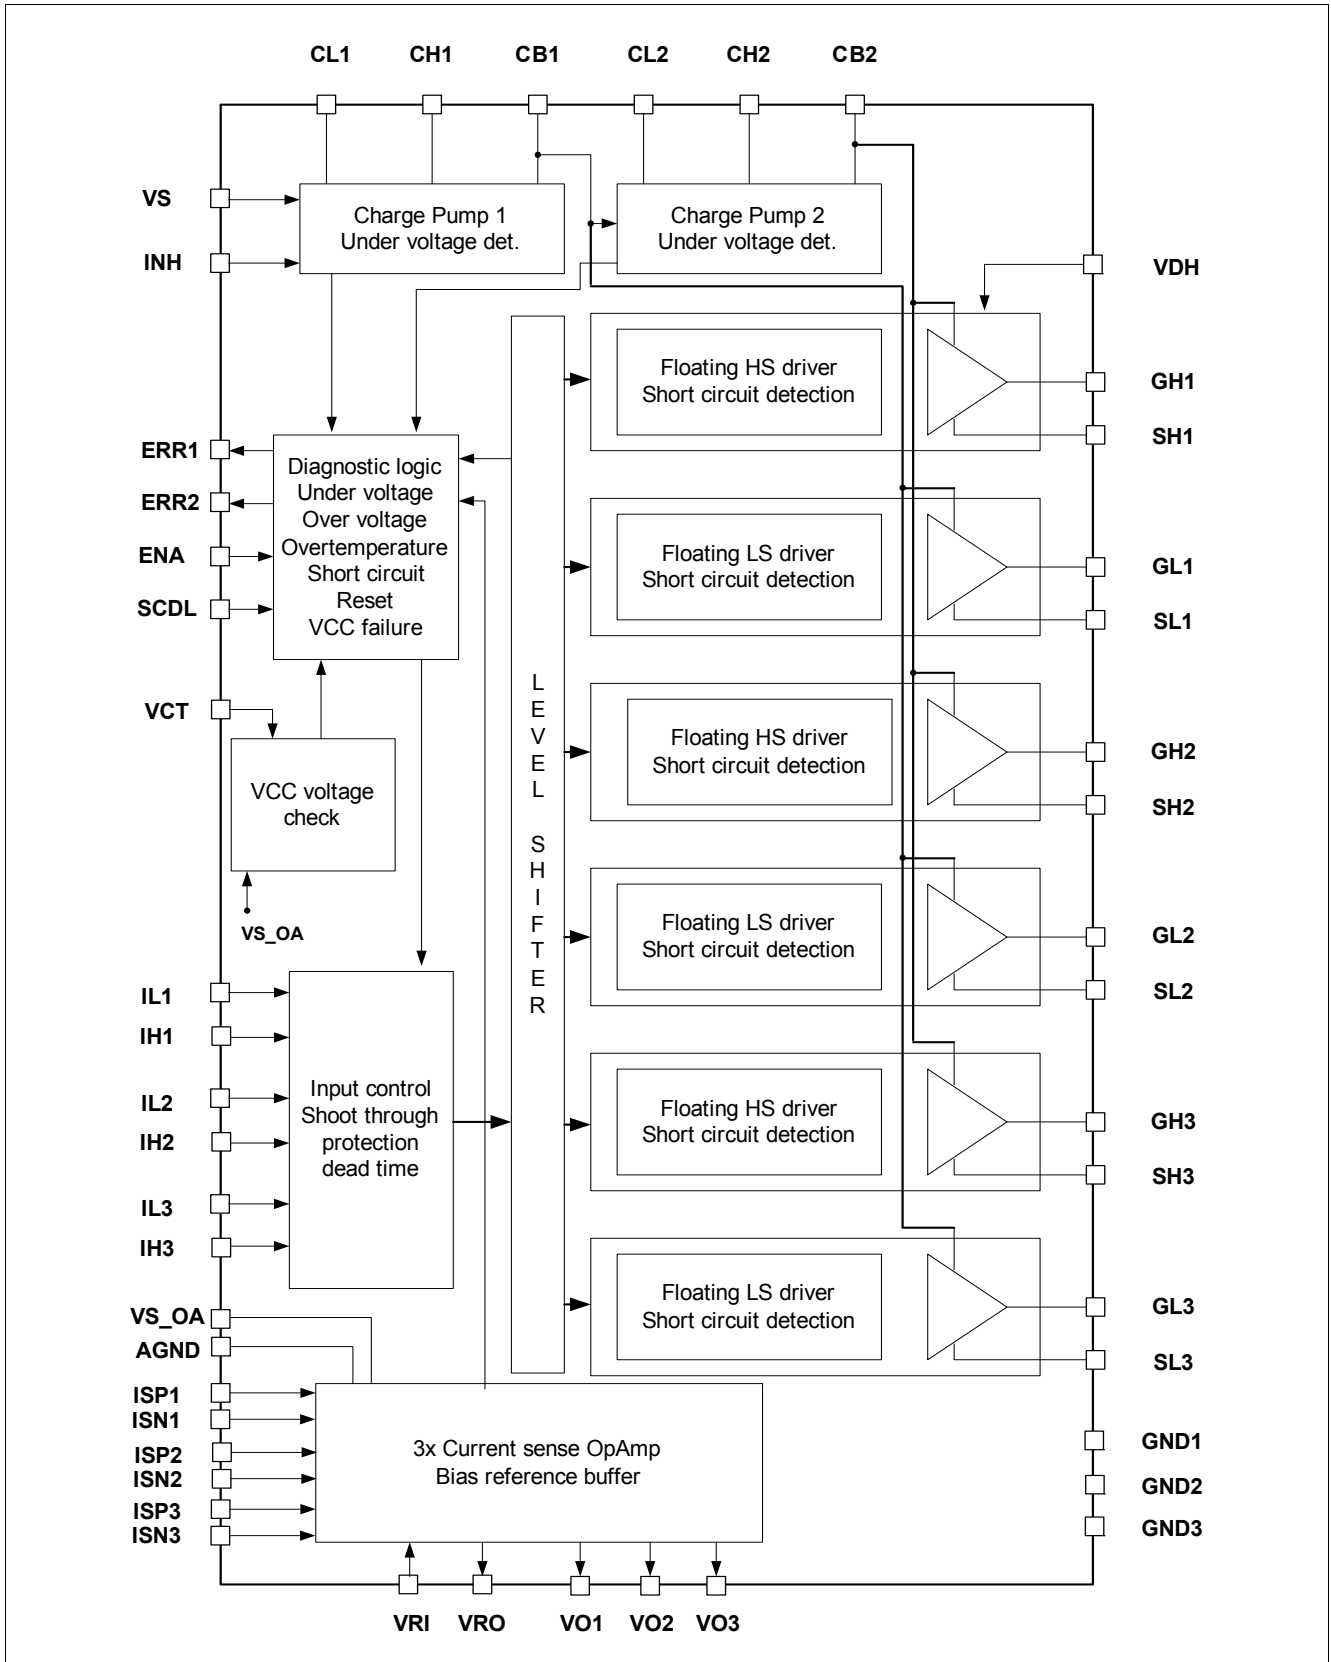 CL1 CH1 CB1 CL2 CH2 CB2
VS
INH
Charge Pump 1
Under voltage det.
Charge Pump 2
Under voltage det.
VDH
Floating HS driver
Short circuit detection
GH1
SH1
ERR1
ERR2
ENA
SCDL
Diagnostic logic
Under voltage
Over voltage
Overtemperature
Short circuit
Reset
VCC failure
Floating LS driver
Short circuit detection
GL1
SL1
VCT
VCC voltage
check
VS_OA
LEVEL SHIFTER
Floating HS driver
Short circuit detection
GH2
SH2
Floating LS driver
Short circuit detection
GL2
SL2
IL1
IH1
IL2
IH2
IL3
IH3
Input control
Shoot through
protection
dead time
Floating HS driver
Short circuit detection
GH3
SH3
Floating LS driver
Short circuit detection
GL3
SL3
VS_OA
AGND
ISP1
ISN1
ISP2
ISN2
ISP3
ISN3
3x Current sense OpAmp
Bias reference buffer
GND1
GND2
GND3
VRI VRO VO1 VO2 VO3